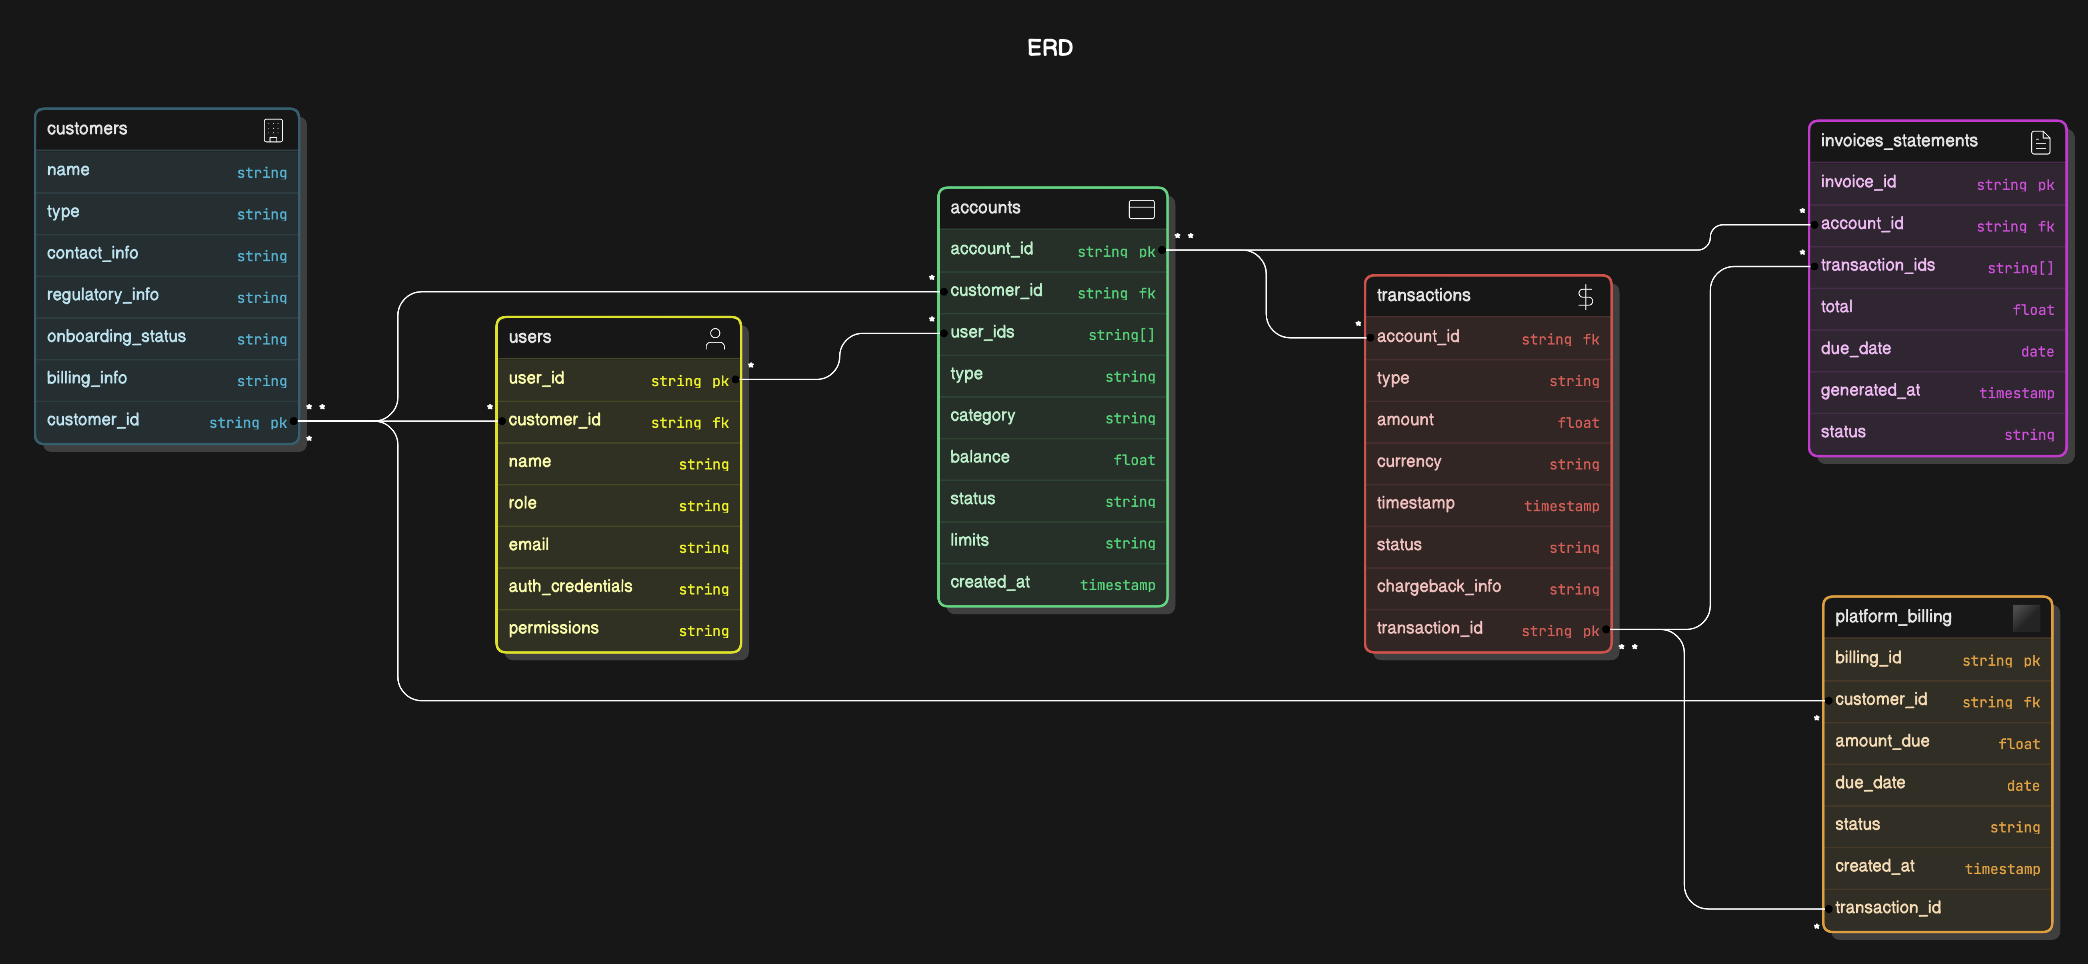 ERD
customers
name string
type string
contact_info string
regulatory_info string
onboarding_status string
billing_info string
customer_id string pk
* *
*
users
user_id string pk
*
*
customer_id string fk
name string
role string
email string
auth_credentials string
permissions string
accounts
account_id string pk
* *
*
customer_id string fk
*
user_ids string[]
type string
category string
balance float
status string
limits string
created_at timestamp
transactions
*
account_id string fk
type string
amount float
currency string
timestamp timestamp
status string
chargeback_info string
transaction_id string pk
* *
invoices_statements
invoice_id string pk
*
account_id string fk
*
transaction_ids string[]
total float
due_date date
generated_at timestamp
status string
platform_billing
billing_id string pk
customer_id string fk
*
amount_due float
due_date date
status string
created_at timestamp
transaction_id
*